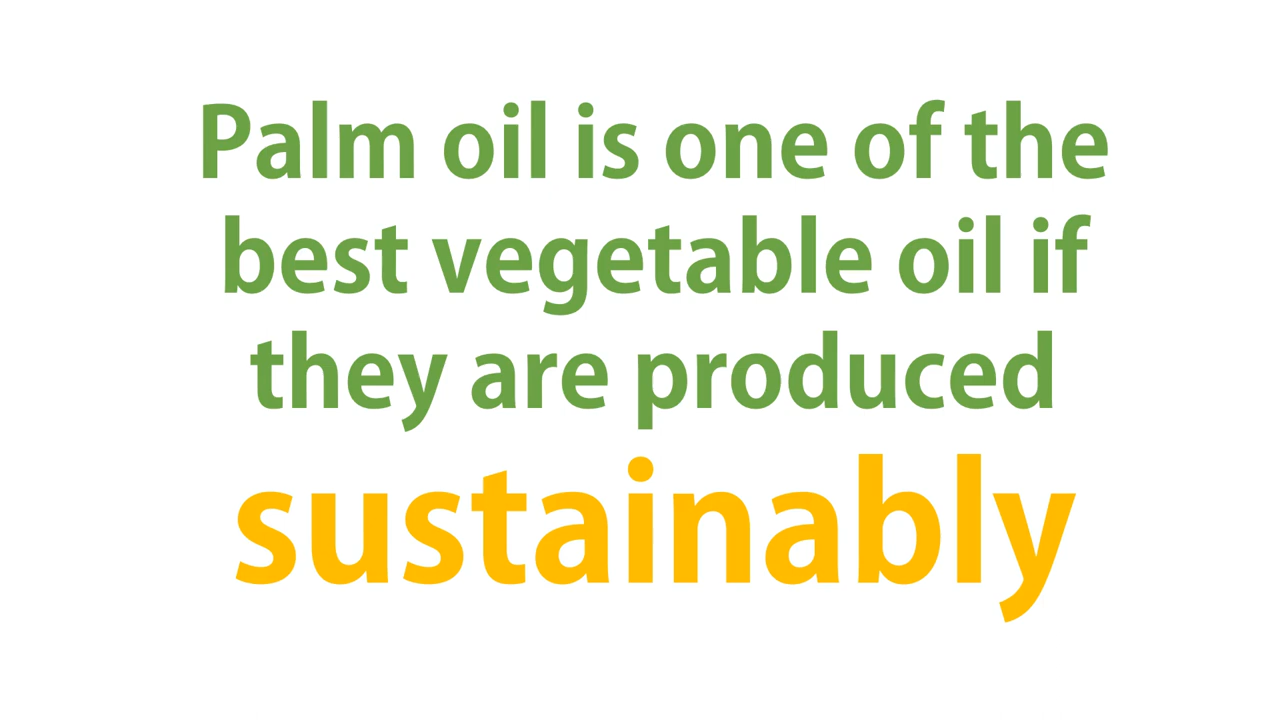 Palm oil is one of the
best vegetable oil if
they are produced
sustainably